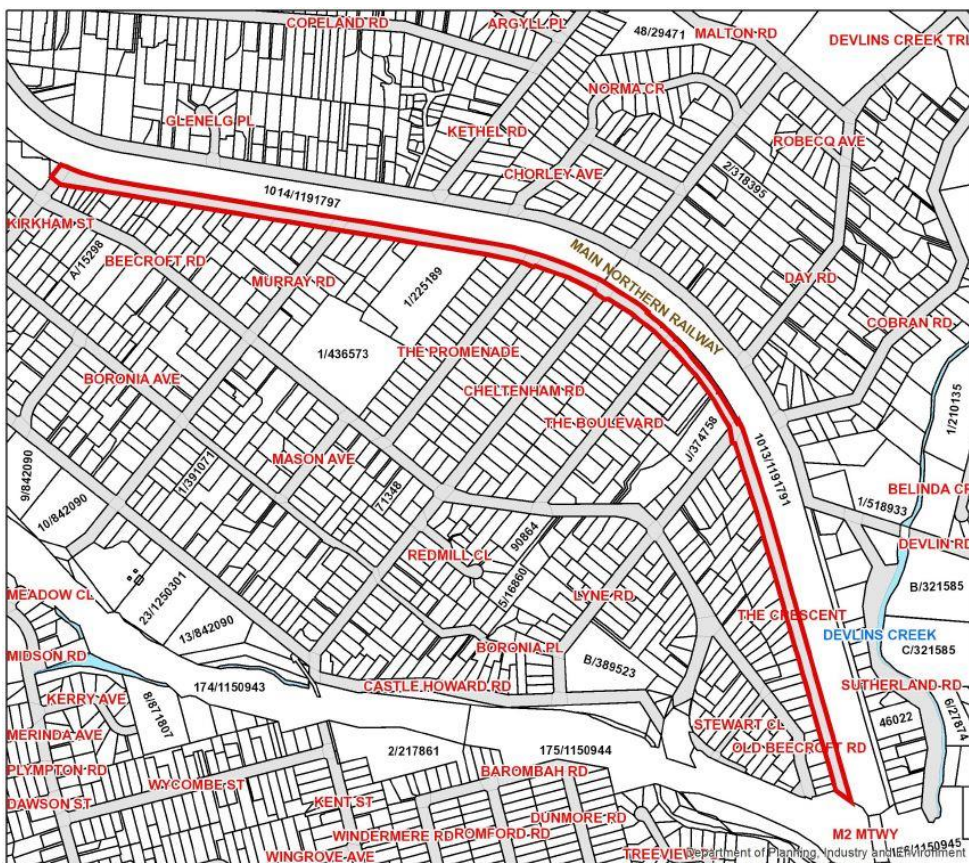 COPELAND RD
ARGYLL PL
48/29471
MALTON RD
DEVLINS CREEK TRL
NORMA CR
GLENELG PL
KETHEL RD
ROBECQ AVE
CHORLEY AVE
2/318395
1014/1191797
KIRKHAM ST
A/15298
BEECROFT RD
MURRAY RD
1/225189
MAIN NORTHERN RAILWAY
DAY RD
COBRAN RD
1/436573
THE PROMENADE
BORONIA AVE
CHELTENHAM RD
1/210135
THE BOULEVARD
J/374758
1013/1191791
MASON AVE
9/842090
1/391071
71348
10/842090
BELINDA CR
1/518933
90864
DEVLIN RD
REDMILL CL
5/16860
B/321585
MEADOW CL
23/1250301
LYNE RD
THE CRESCENT
13/842090
DEVLINS CREEK
BORONIA PL
C/321585
MIDSON RD
B/389523
174/1150943
CASTLE HOWARD RD
SUTHERLAND RD
KERRY AVE
8/871807
6/27874
STEWART CL
46022
MERINDA AVE
2/217861
175/1150944
OLD BEECROFT RD
PLYMPTON RD
BAROMBAH RD
WYCOMBE ST
DAWSON ST
KENT ST
DUNMORE RD
WINDERMERE RD
ROMFORD RD
M2 MTWY
WINGROVE AVE
TREEVIEW
Department of Planning, Industry and Environment